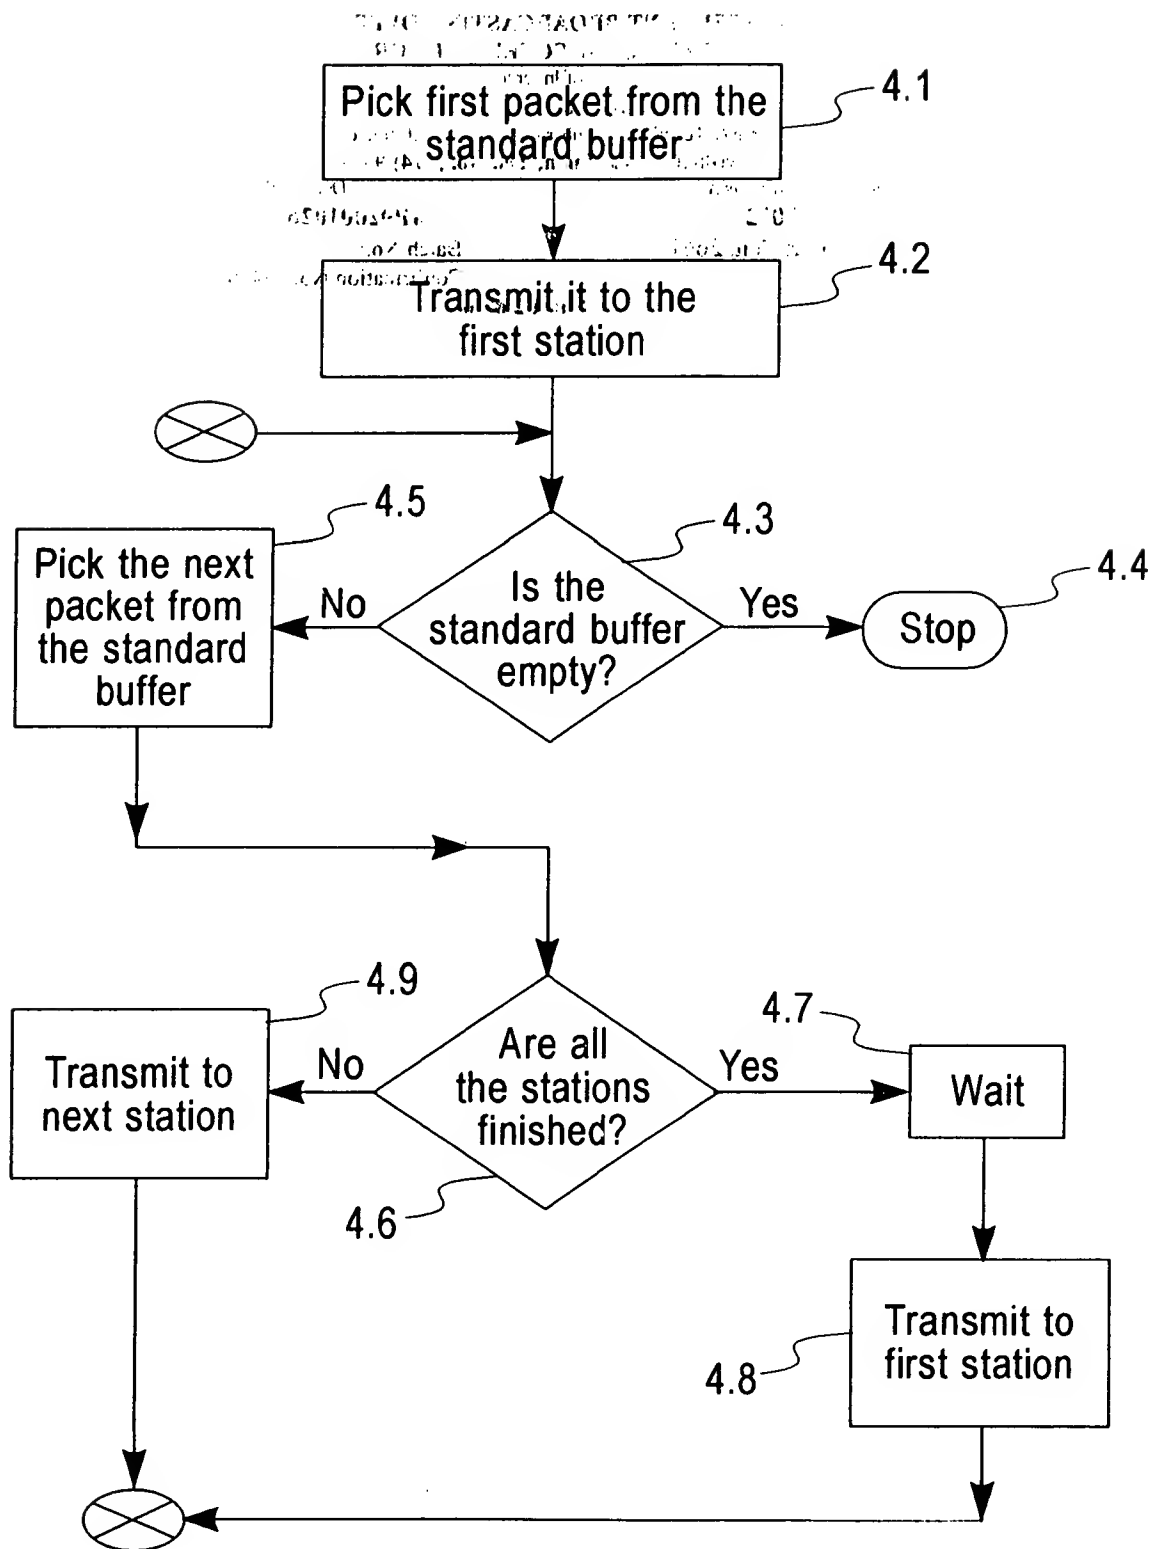 Pick first packet from the
standard buffer
4.1
Transmit it to the
first station
4.2
4.5
Pick the next
packet from
the standard
buffer
No
4.3
Is the
standard buffer
empty?
Yes
4.4
Stop
4.9
Transmit to
next station
No
Are all
the stations
finished?
4.6
Yes
4.7
Wait
Transmit to
first station
4.8